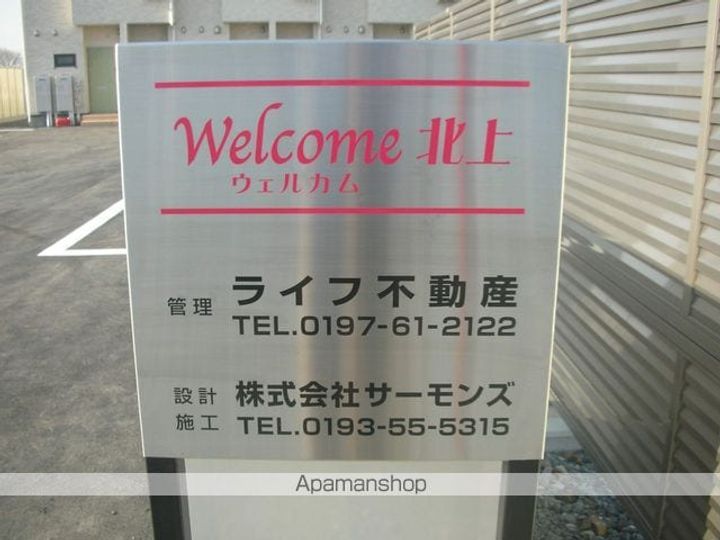 Welcome 北上
ウェルカム
管理 ライフ不動産
TEL.0197-61-2122
設計 株式会社サーモンズ
施工 TEL.0193-55-5315
Apamanshop